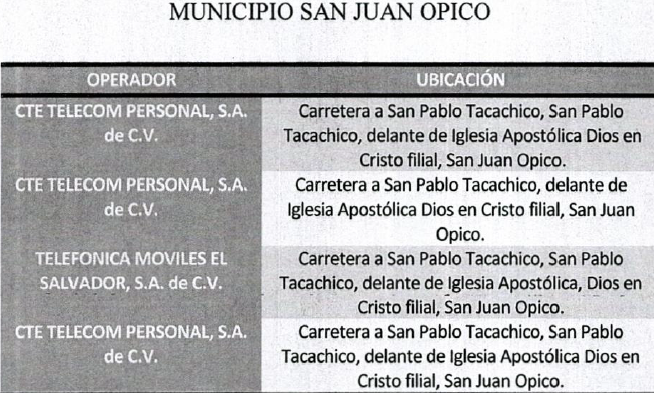 MUNICIPIO SAN JUAN OPICO
OPERADOR
UBICACIÓN
CTE TELECOM PERSONAL, S.A.
de C.V.
Carretera a San Pablo Tacachico, San Pablo
Tacachico, delante de Iglesia Apostólica Dios en
Cristo filial, San Juan Opico.
CTE TELECOM PERSONAL, S.A.
de C.V.
Carretera a San Pablo Tacachico, delante de
Iglesia Apostólica Dios en Cristo filial, San Juan
Opico.
TELEFONICA MOVILES EL
SALVADOR, S.A. de C.V.
Carretera a San Pablo Tacachico, San Pablo
Tacachico, delante de Iglesia Apostólica, Dios en
Cristo filial, San Juan Opico.
CTE TELECOM PERSONAL, S.A.
de C.V.
Carretera a San Pablo Tacachico, San Pablo
Tacachico, delante de Iglesia Apostólica Dios en
Cristo filial, San Juan Opico.